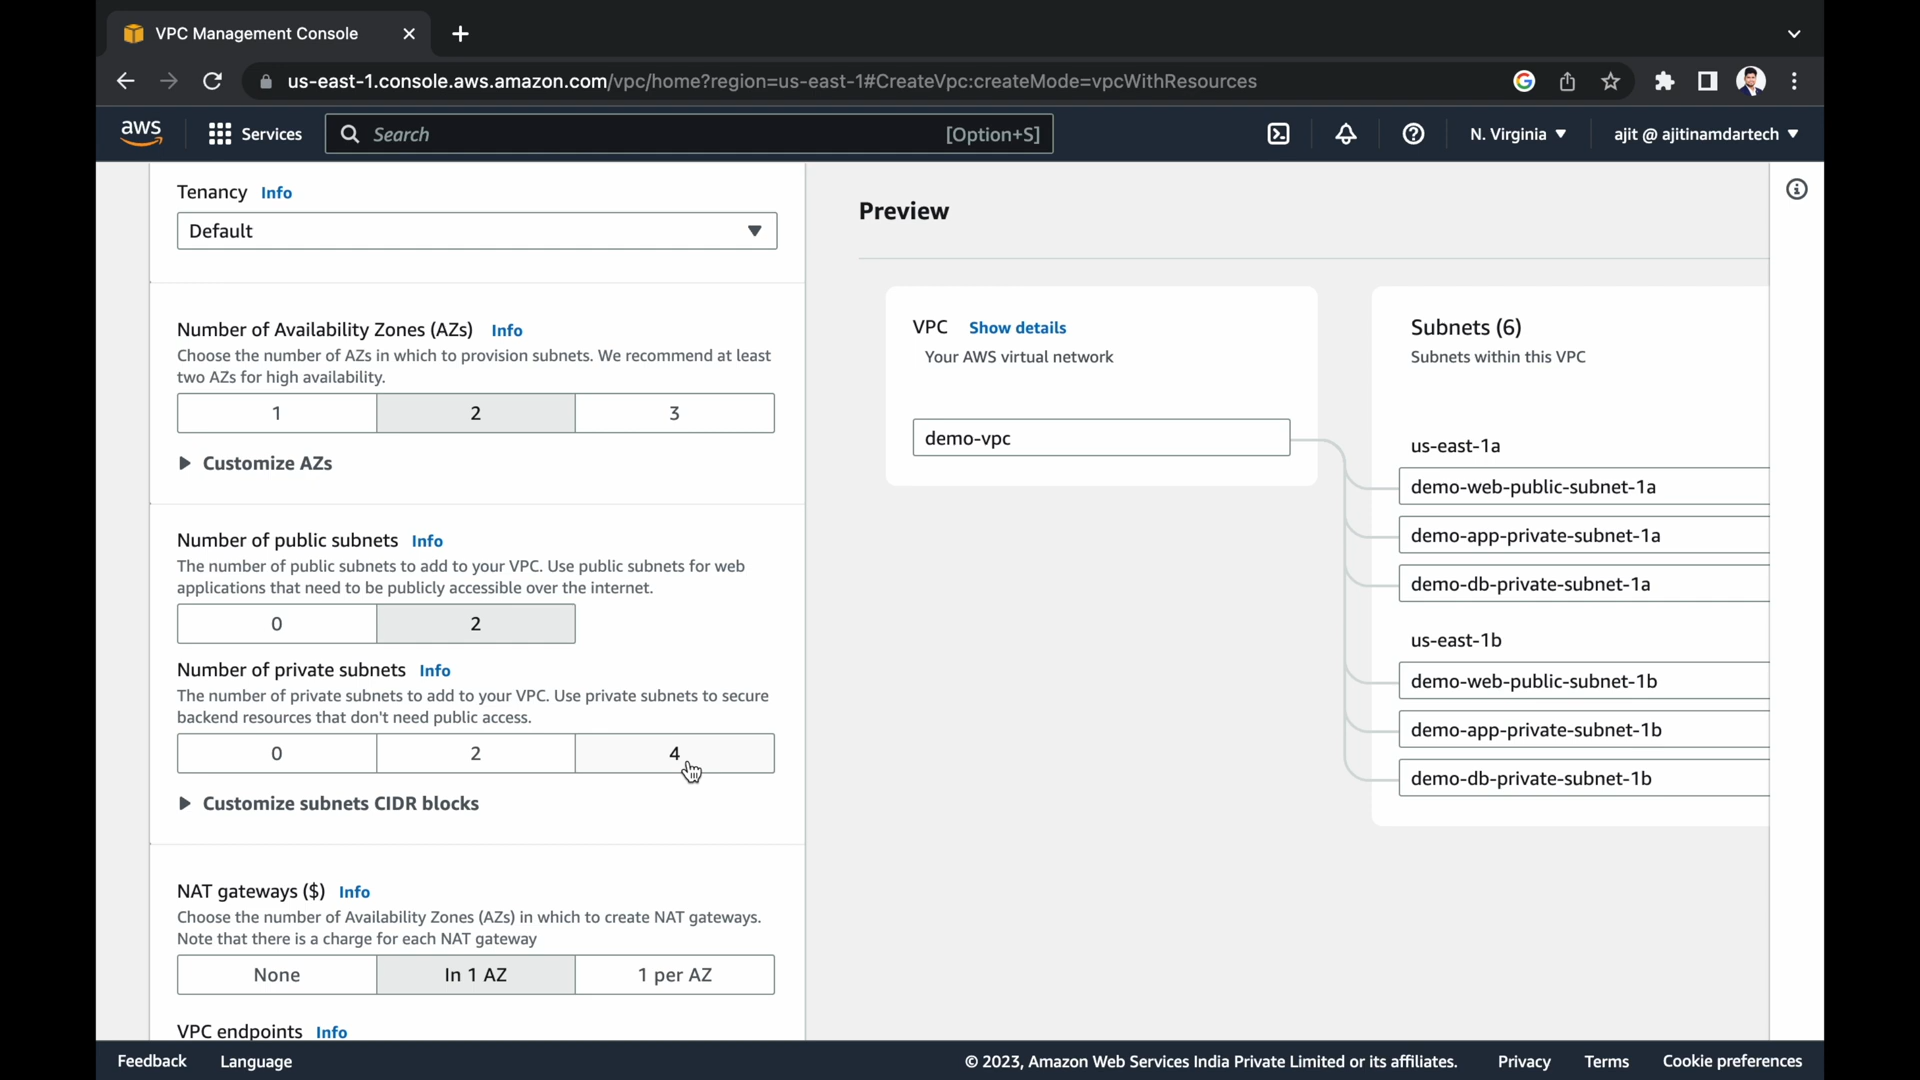 VPC Management Console
us-east-1.console.aws.amazon.com/vpc/home?region=us-east-1#CreateVpc:createMode=vpcWithResources
aws Services Search [Option+S] N. Virginia ajit @ ajitinamdartech
Tenancy Info
Default
Number of Availability Zones (AZs) Info
Choose the number of AZs in which to provision subnets. We recommend at least
two AZs for high availability.
1 2 3
Customize AZs
Number of public subnets Info
The number of public subnets to add to your VPC. Use public subnets for web
applications that need to be publicly accessible over the internet.
0 2
Number of private subnets Info
The number of private subnets to add to your VPC. Use private subnets to secure
backend resources that don't need public access.
0 2 4
Customize subnets CIDR blocks
NAT gateways ($) Info
Choose the number of Availability Zones (AZs) in which to create NAT gateways.
Note that there is a charge for each NAT gateway
None In 1 AZ 1 per AZ
VPC endpoints Info
Preview
VPC Show details
Your AWS virtual network
demo-vpc
Subnets (6)
Subnets within this VPC
us-east-1a
demo-web-public-subnet-1a
demo-app-private-subnet-1a
demo-db-private-subnet-1a
us-east-1b
demo-web-public-subnet-1b
demo-app-private-subnet-1b
demo-db-private-subnet-1b
Feedback Language © 2023, Amazon Web Services India Private Limited or its affiliates. Privacy Terms Cookie preferences